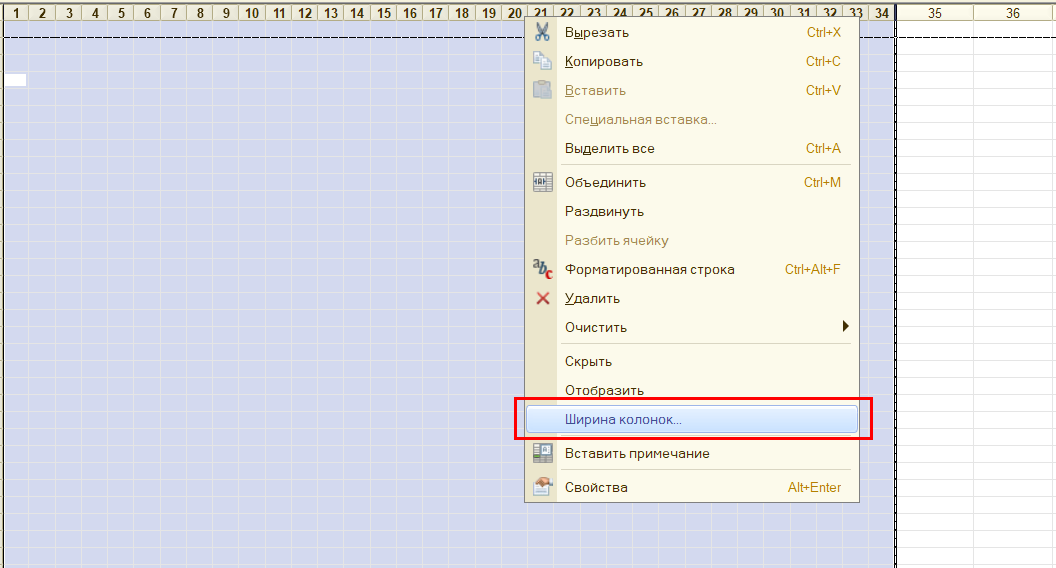 1 2 3 4 5 6 7 8 9 10 11 12 13 14 15 16 17 18 19 20 21 22 23 24 25 26 27 28 29 30 31 32 33 34 35 36
Вырезать Ctrl+X
Копировать Ctrl+C
Вставить Ctrl+V
Специальная вставка...
Выделить все Ctrl+A
Объединить Ctrl+M
Раздвинуть
Разбить ячейку
Форматированная строка Ctrl+Alt+F
Удалить
Очистить
Скрыть
Отобразить
Ширина колонок...
Вставить примечание
Свойства Alt+Enter